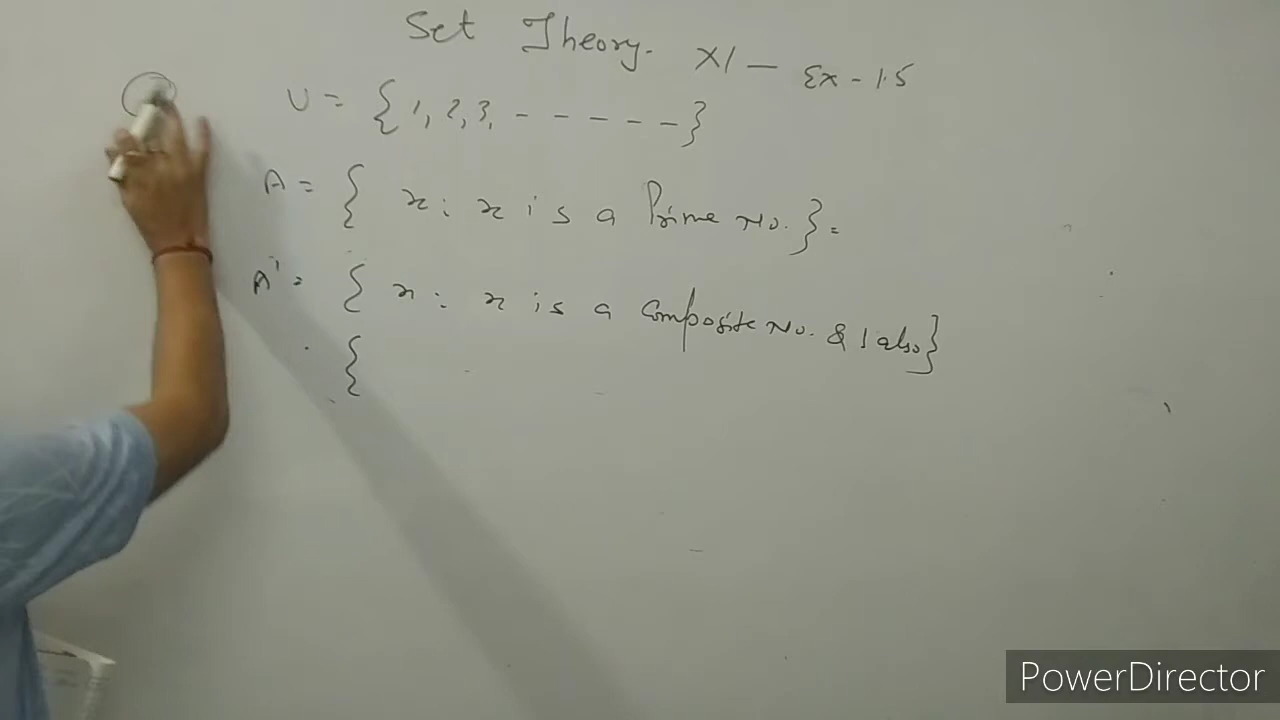 Set Theory. XI - Ex - 1.5
U = { 1, 2, 3, - - - - - }
A = { x : x is a Prime No. } =
A' = { x : x is a Composite No. & 1 also }
{
PowerDirector